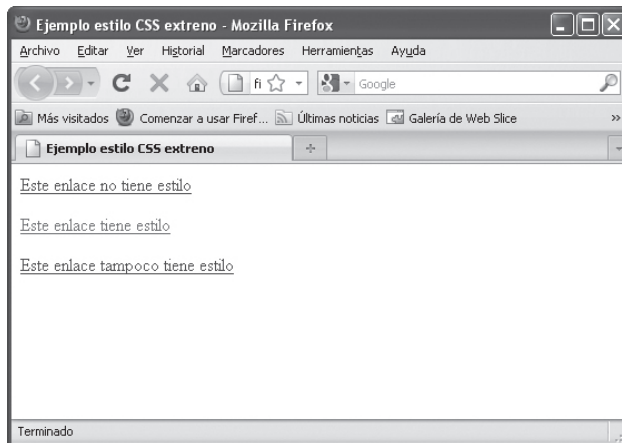 Ejemplo estilo CSS extreno - Mozilla Firefox
Archivo Editar Ver Historial Marcadores Herramientas Ayuda
fi Google
Más visitados Comenzar a usar Firef... Últimas noticias Galería de Web Slice »
Ejemplo estilo CSS extreno
Este enlace no tiene estilo
Este enlace tiene estilo
Este enlace tampoco tiene estilo
Terminado